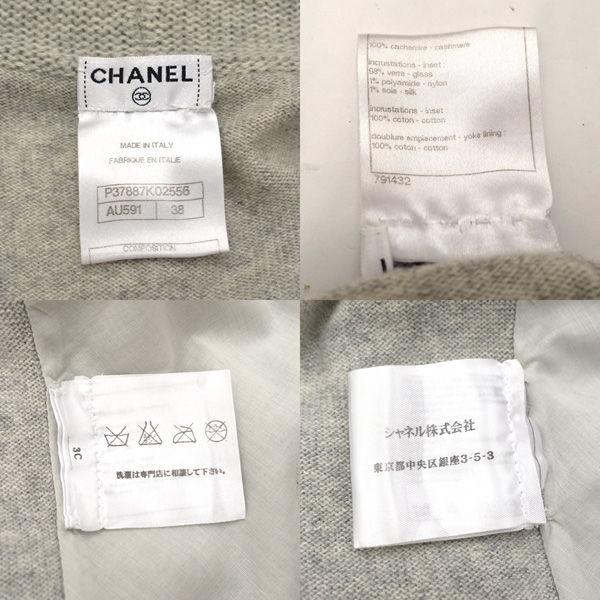 CHANEL
MADE IN ITALY
FABRIQUE EN ITALIE
P37887K02556
AU591 38
COMPOSITION
100% cachemire - cashmere
incrustations - inset :
98% verre - glass
1% polyamide - nylon
1% soie - silk
incrustations - inset :
100% coton - cotton
doublure empiacement - yoke lining :
100% coton - cotton
791432
3C
洗濯は専門店に相談して下さい。
シャネル株式会社
東京都中央区銀座3-5-3